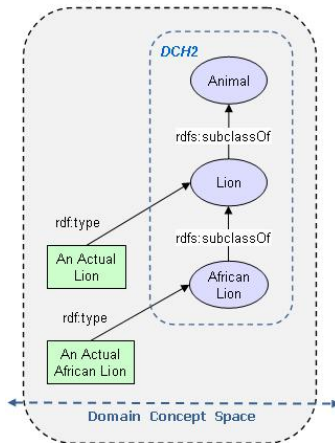 DCH2
Animal
rdfs:subclassOf
Lion
rdf:type
rdfs:subclassOf
An Actual
Lion
African
Lion
rdf:type
An Actual
African Lion
Domain Concept Space